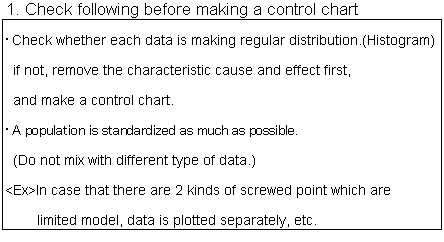 1. Check following before making a control chart
· Check whether each data is making regular distribution.(Histogram)
if not, remove the characteristic cause and effect first,
and make a control chart.
· A population is standardized as much as possible.
(Do not mix with different type of data.)
<Ex>In case that there are 2 kinds of screwed point which are
limited model, data is plotted separately, etc.